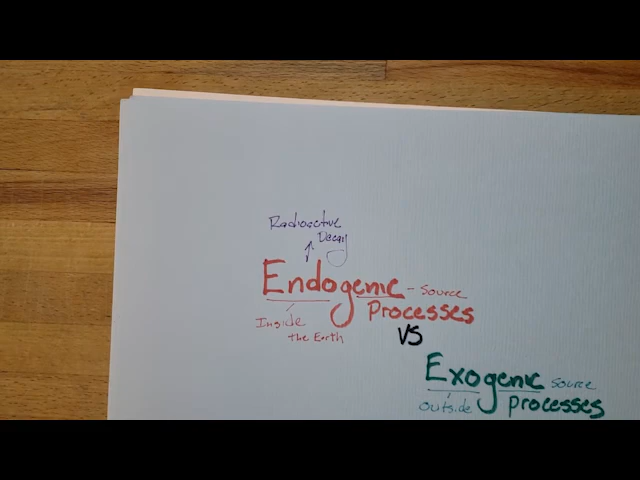 Radioactive
Decay
Endogenic - Source
Processes
Inside
the Earth
VS
Exogenic Source
outside Processes